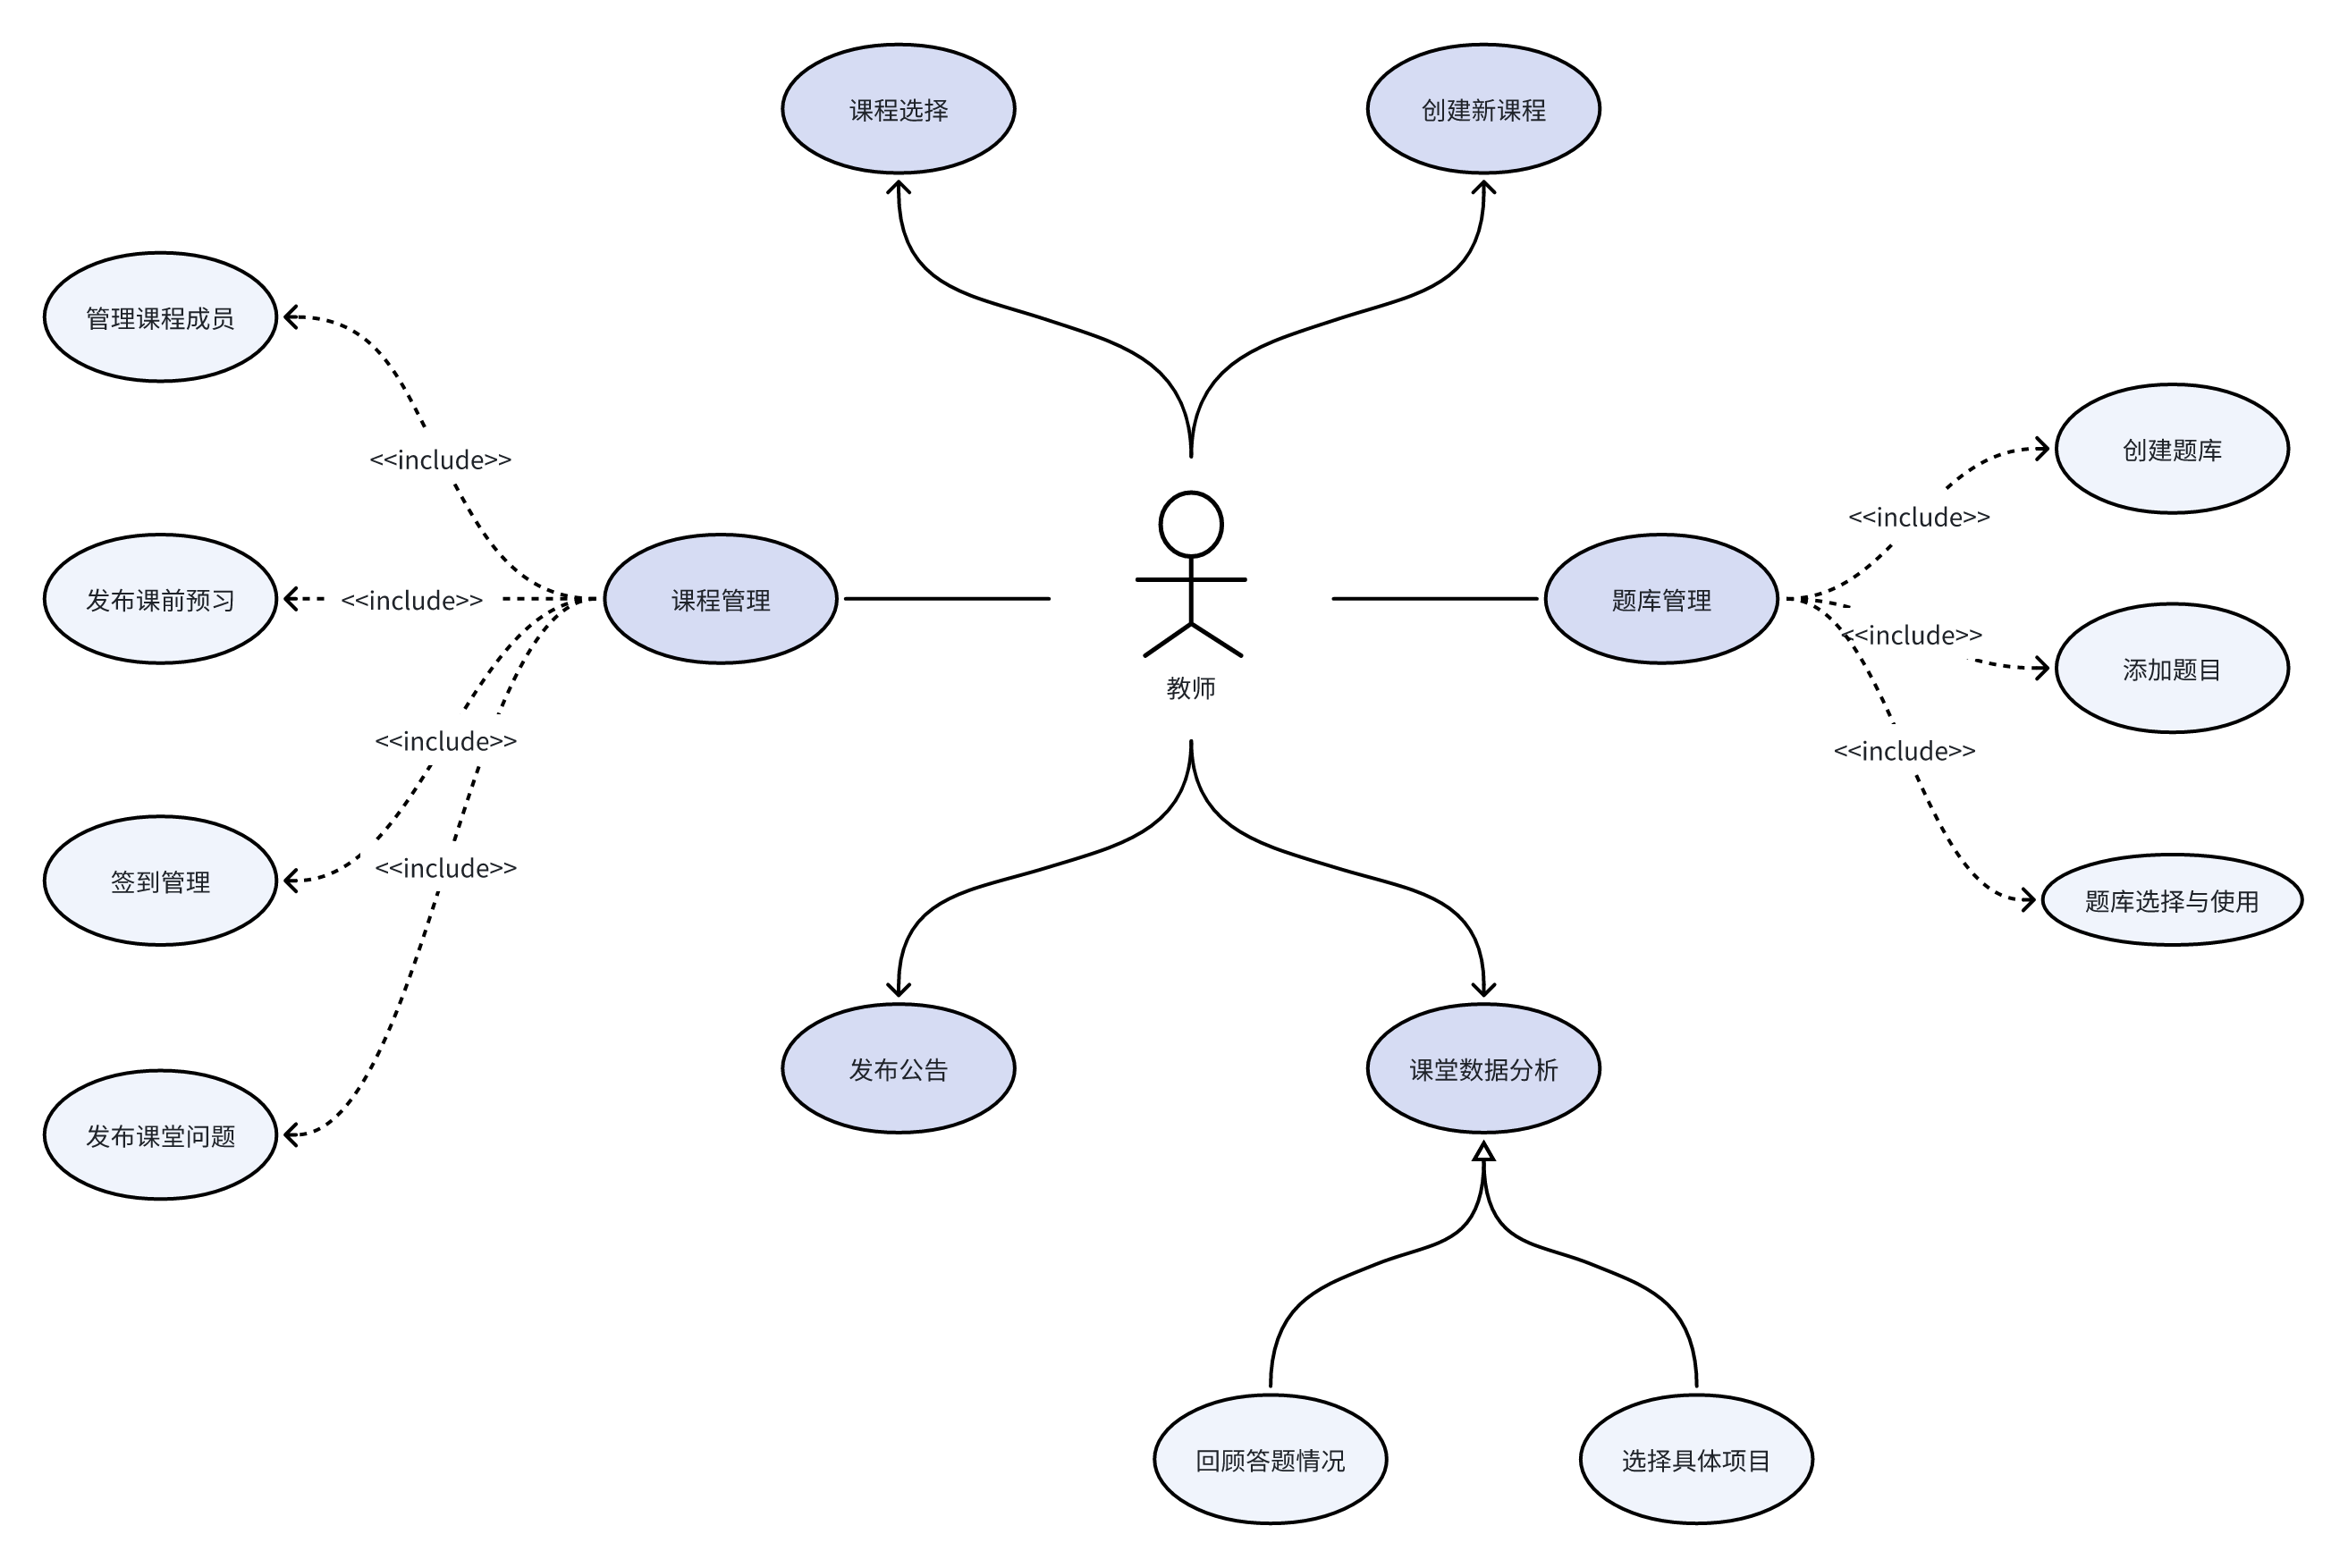 课程选择
创建新课程
管理课程成员
创建题库
<<include>>
<<include>>
发布课前预习
<<include>>
课程管理
题库管理
<<include>>
添加题目
教师
<<include>>
<<include>>
<<include>>
签到管理
题库选择与使用
发布公告
课堂数据分析
发布课堂问题
回顾答题情况
选择具体项目